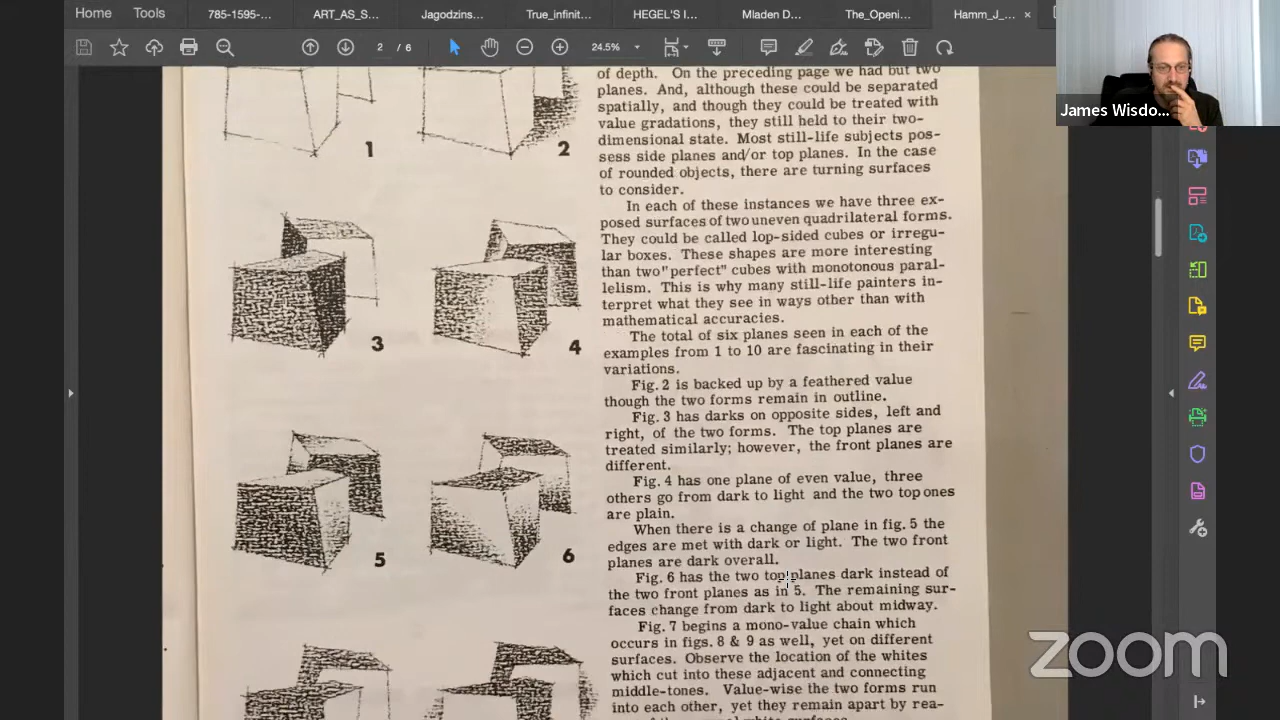 Home Tools 785-1595-... ART_AS_S... Jagodzins... True_infinit... HEGEL'S I... Mladen D... The_Openi... Hamm_J_... ×
2 / 6 24.5%
James Wisdo...
of depth. On the preceding page we had but two
planes. And, although these could be separated
spatially, and though they could be treated with
value gradations, they still held to their two-
dimensional state. Most still-life subjects pos-
sess side planes and/or top planes. In the case
of rounded objects, there are turning surfaces
to consider.
In each of these instances we have three ex-
posed surfaces of two uneven quadrilateral forms.
They could be called lop-sided cubes or irregu-
lar boxes. These shapes are more interesting
than two "perfect" cubes with monotonous paral-
lelism. This is why many still-life painters in-
terpret what they see in ways other than with
mathematical accuracies.
The total of six planes seen in each of the
examples from 1 to 10 are fascinating in their
variations.
Fig. 2 is backed up by a feathered value
though the two forms remain in outline.
Fig. 3 has darks on opposite sides, left and
right, of the two forms. The top planes are
treated similarly; however, the front planes are
different.
Fig. 4 has one plane of even value, three
others go from dark to light and the two top ones
are plain.
When there is a change of plane in fig. 5 the
edges are met with dark or light. The two front
planes are dark overall.
Fig. 6 has the two top planes dark instead of
the two front planes as in 5. The remaining sur-
faces change from dark to light about midway.
Fig. 7 begins a mono-value chain which
occurs in figs. 8 & 9 as well, yet on different
surfaces. Observe the location of the whites
which cut into these adjacent and connecting
middle-tones. Value-wise the two forms run
into each other, yet they remain apart by rea-
1
2
3
4
5
6
zoom